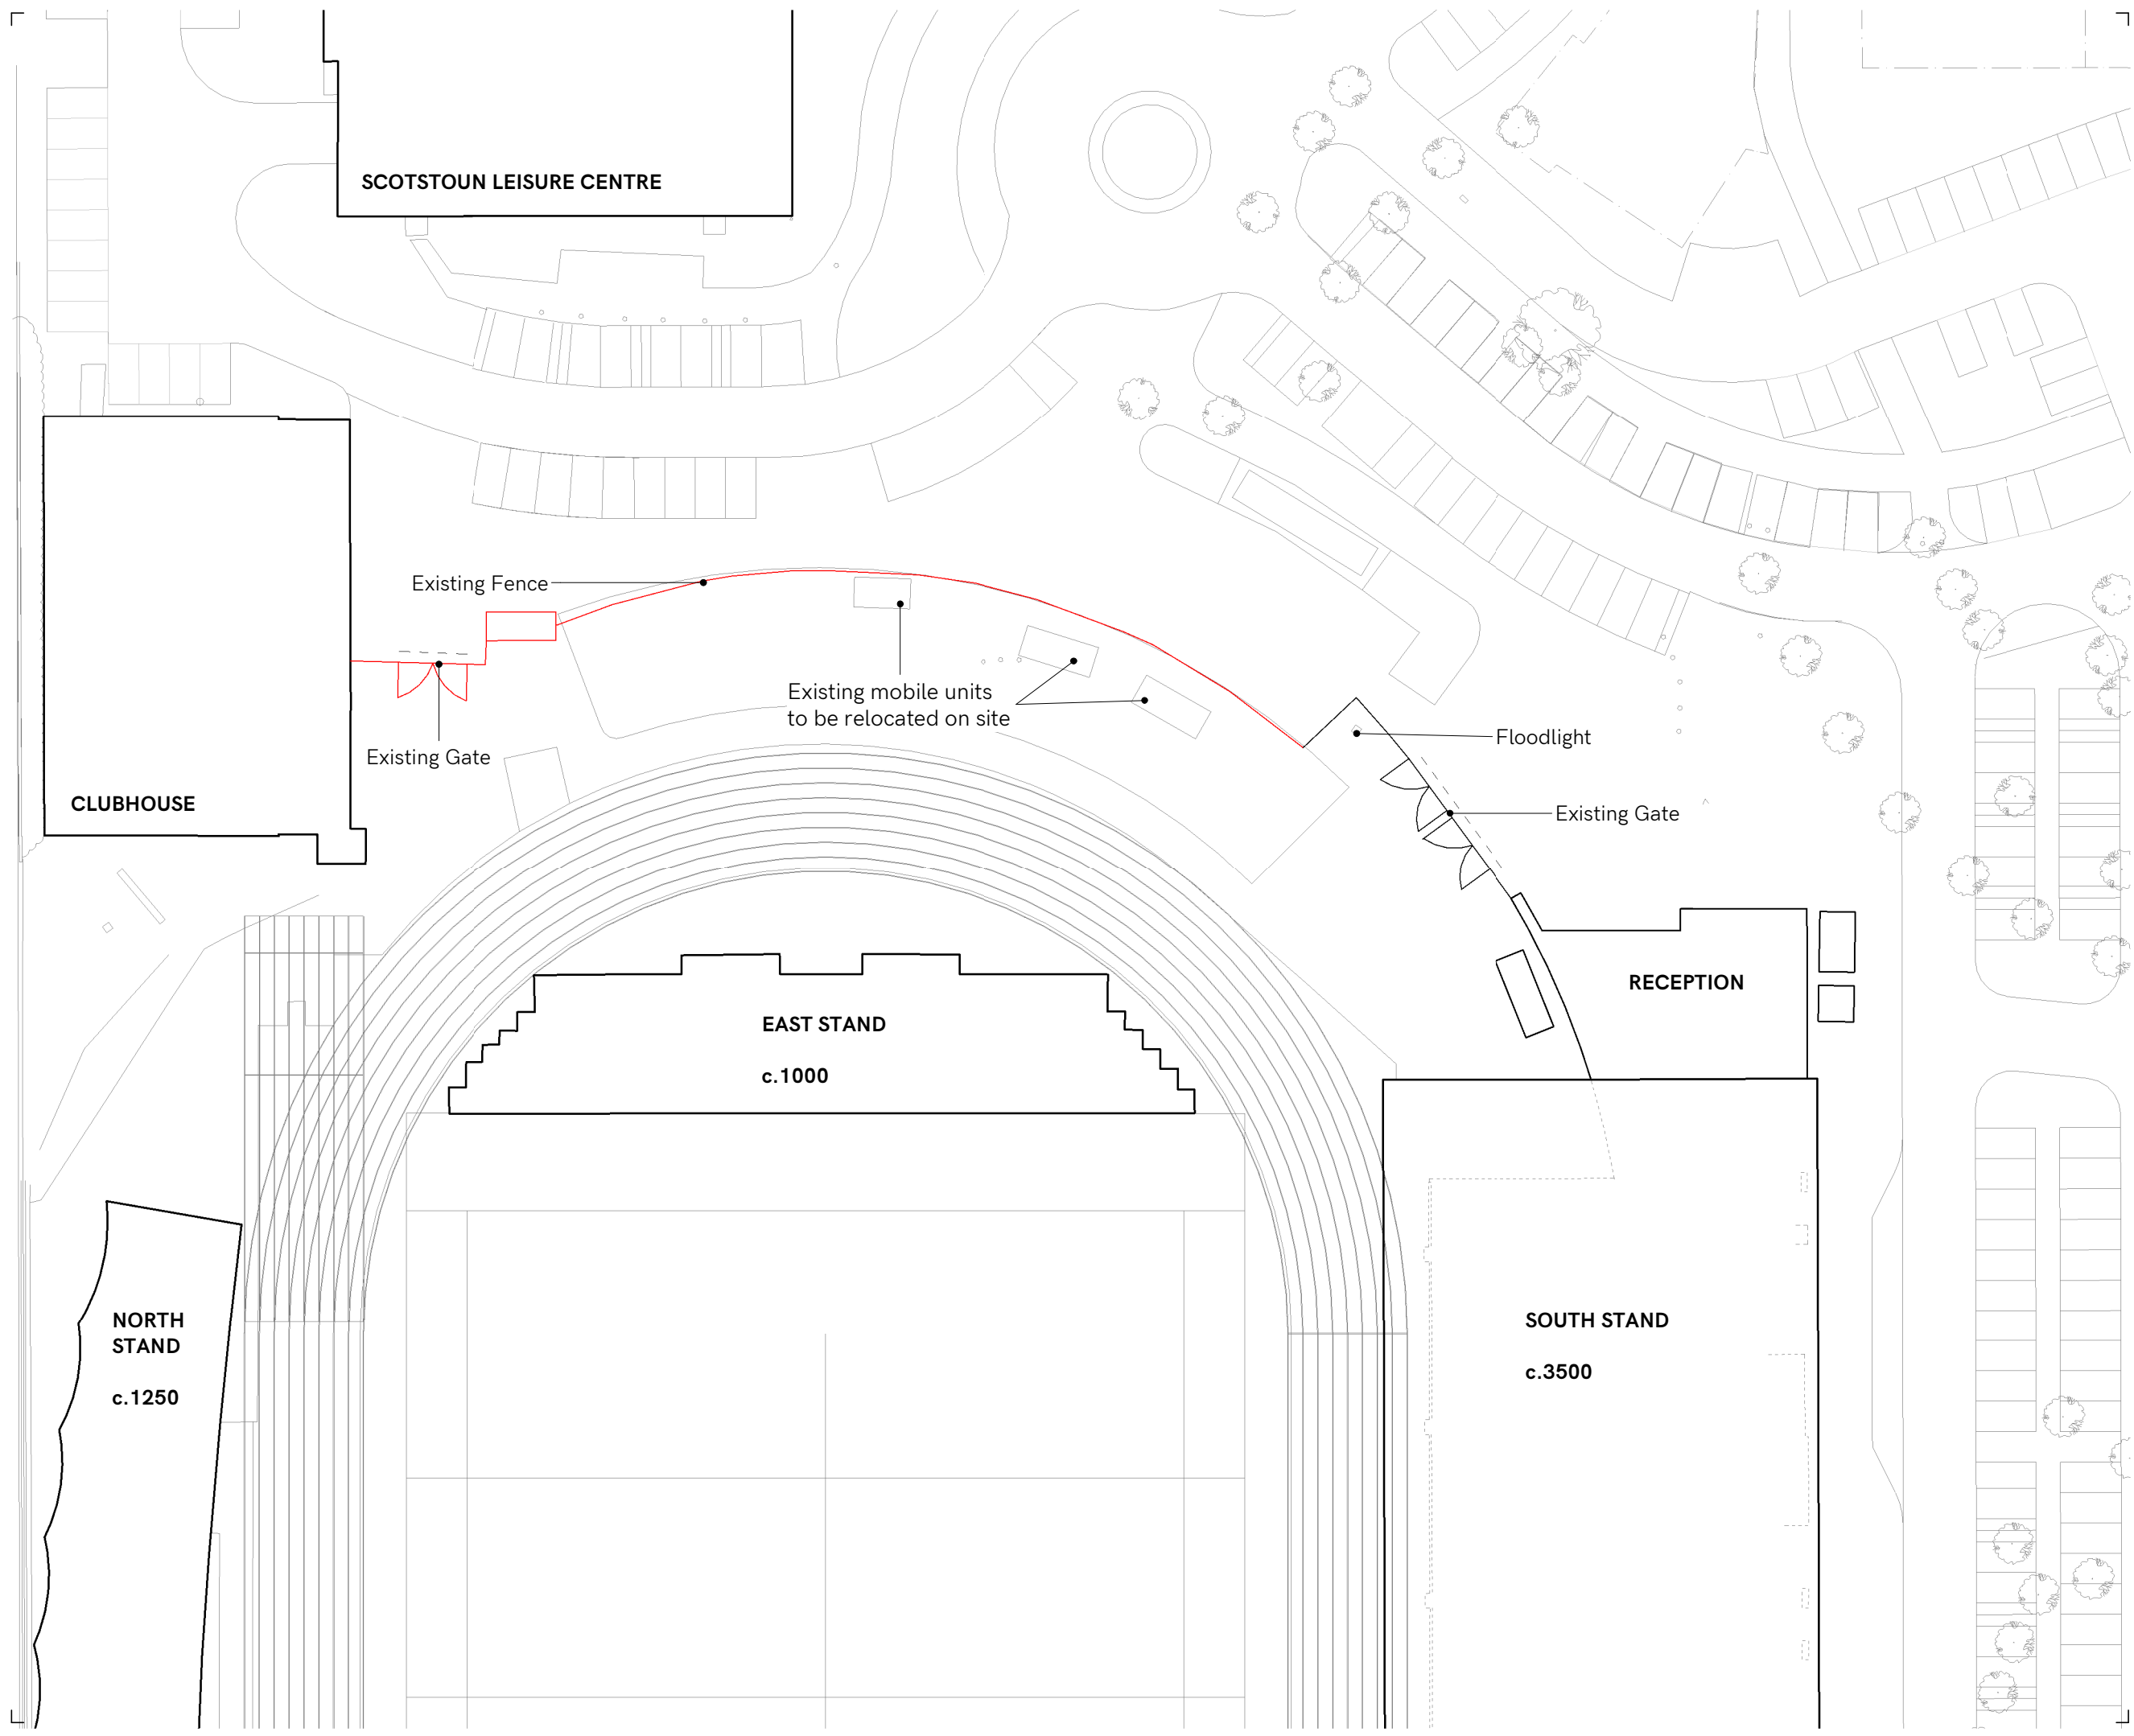 SCOTSTOUN LEISURE CENTRE
Existing Fence
Existing mobile units
to be relocated on site
Floodlight
Existing Gate
Existing Gate
CLUBHOUSE
RECEPTION
EAST STAND
c.1000
NORTH
STAND
c.1250
SOUTH STAND
c.3500